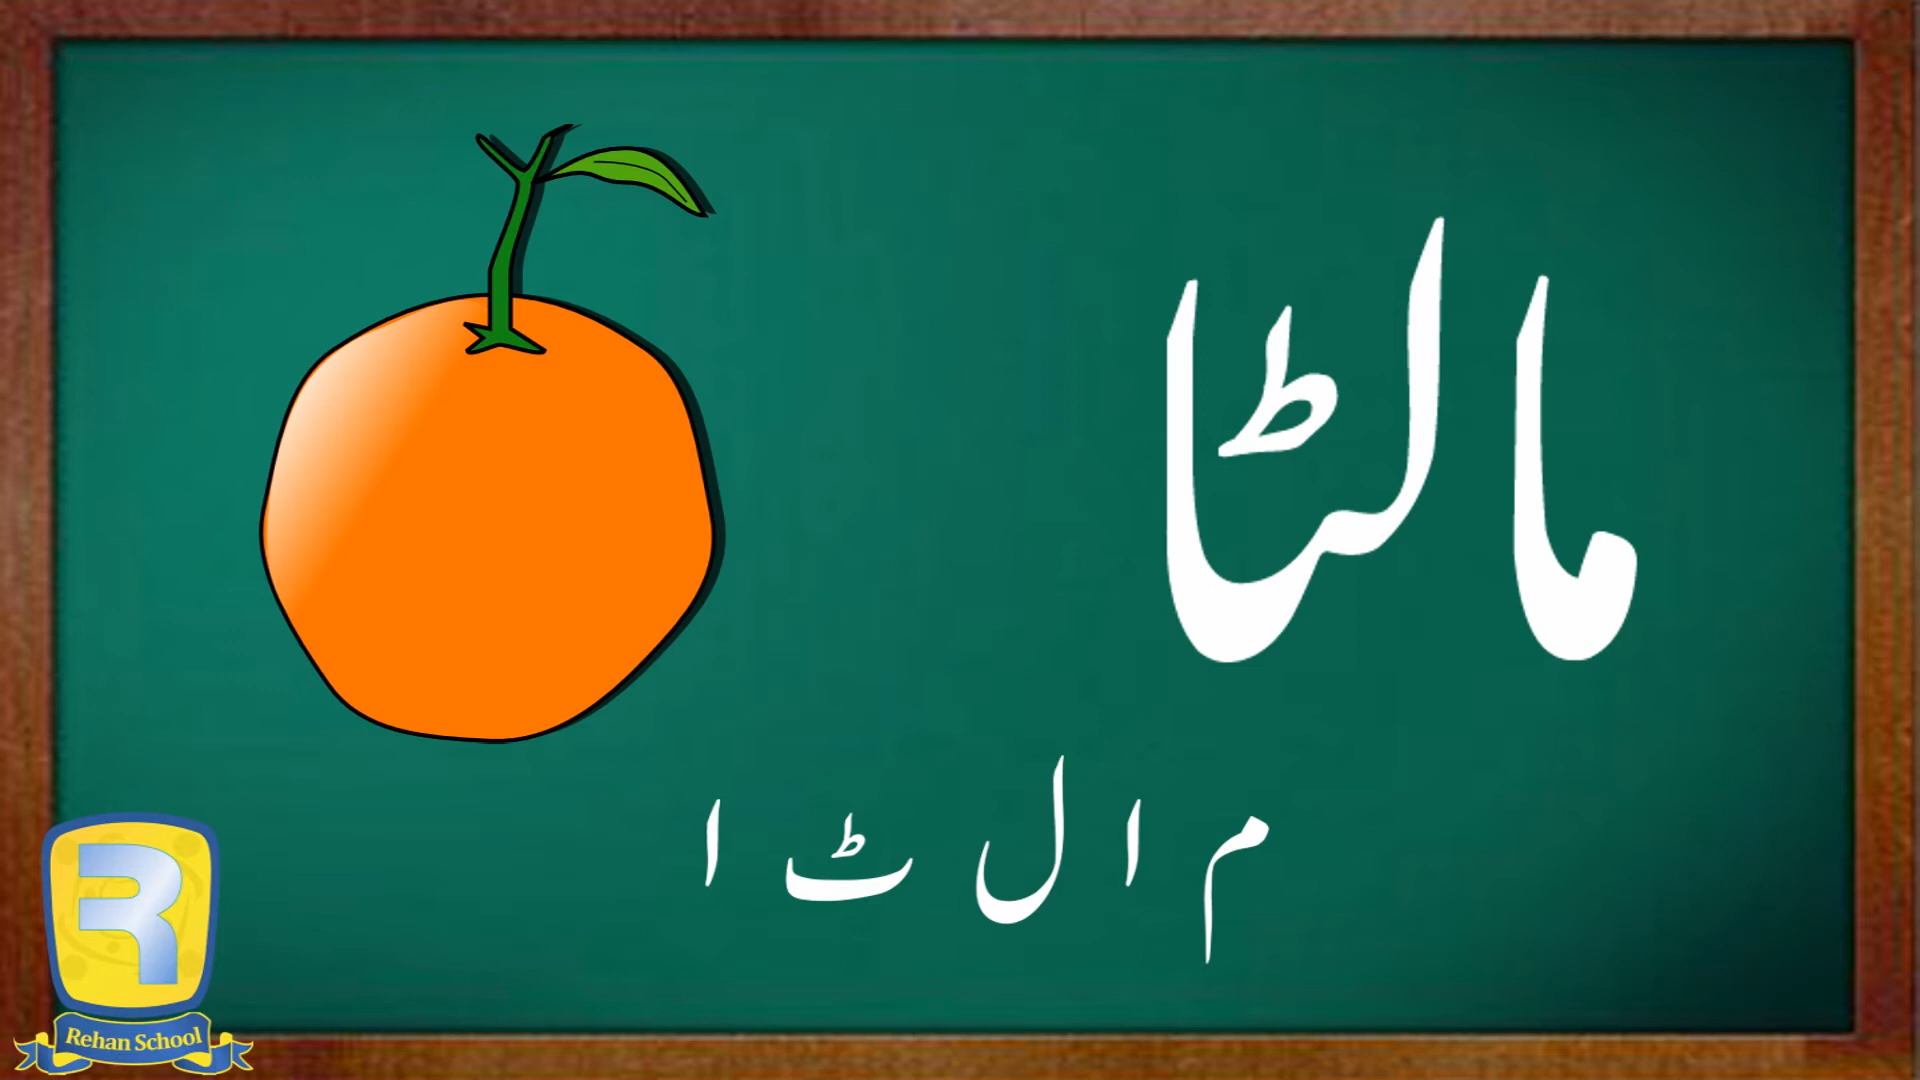 مالٹا
م ا ل ٹ ا
Rehan School